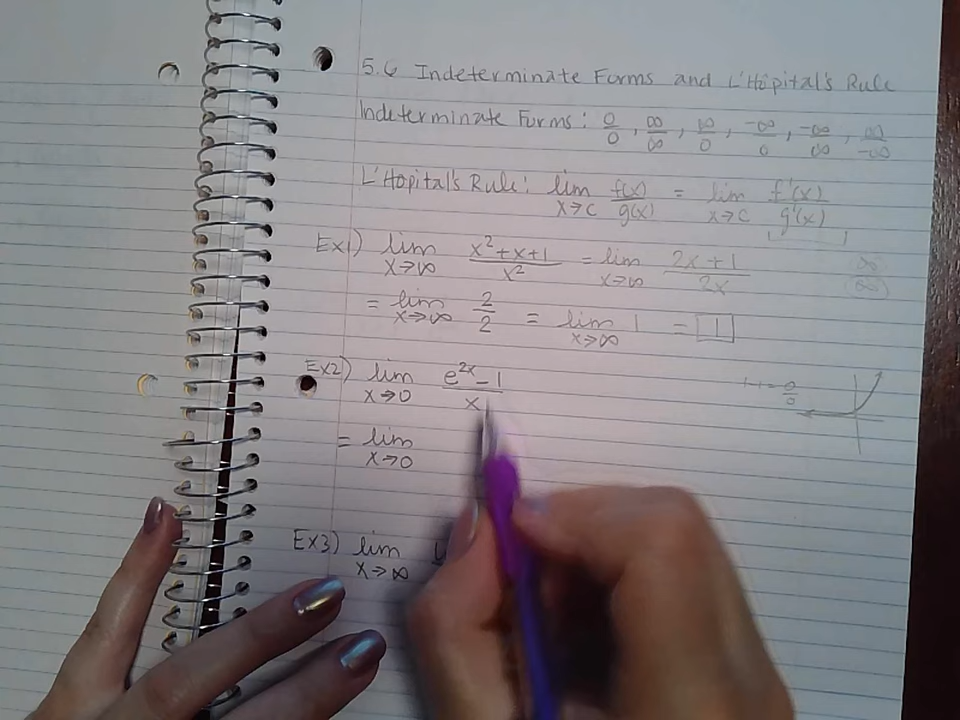 5.6 Indeterminate Forms and L'Hôpital's Rule
Indeterminate Forms: 0/0, ∞/∞, ∞/0, -∞/0, -∞/∞, ∞/-∞
L'Hôpital's Rule: lim x→c f(x)/g(x) = lim x→c f'(x)/g'(x)
Ex1) lim x→∞ (x²+x+1)/x² = lim x→∞ (2x+1)/2x ∞/∞
= lim x→∞ 2/2 = lim x→∞ 1 = 1
Ex2) lim x→0 (e^(2x)-1)/x 1-1 = 0/0
= lim x→0
Ex3) lim x→∞